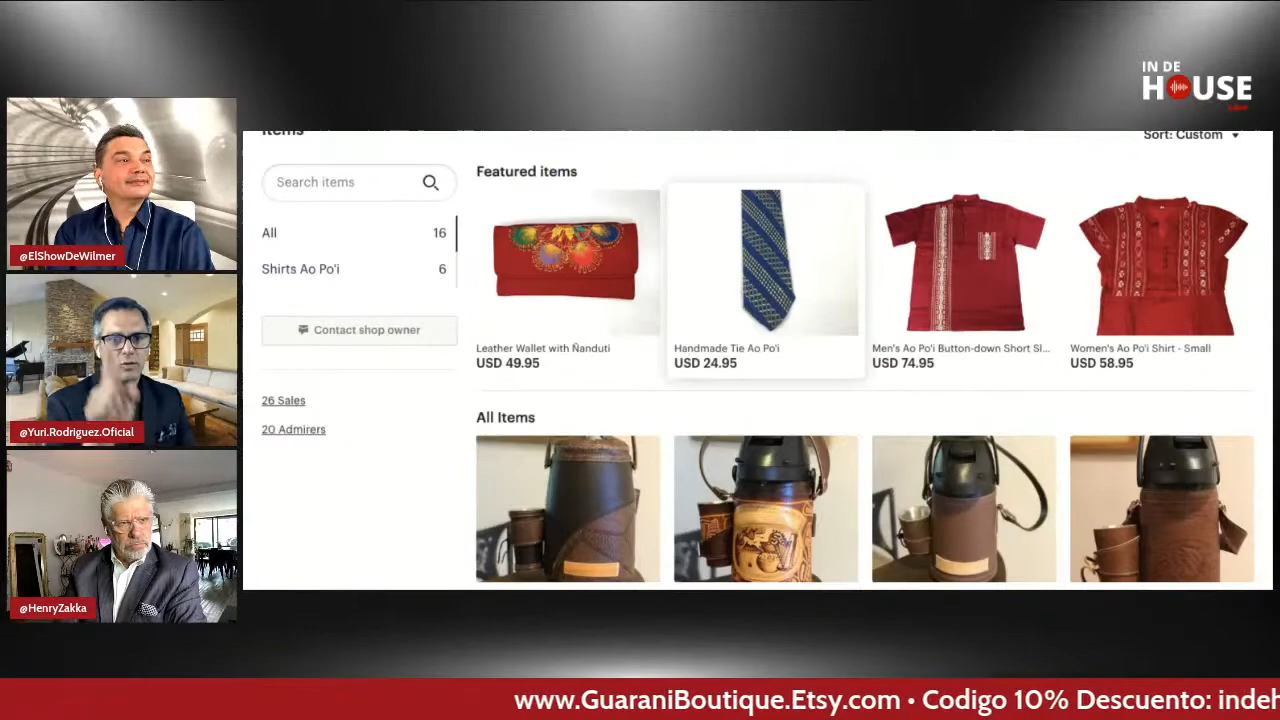 IN DE
HOUSE
Items
Sort: Custom
Search items
Featured items
All 16
Shirts Ao Po'i 6
Contact shop owner
26 Sales
20 Admirers
Leather Wallet with Ñanduti
USD 49.95
Handmade Tie Ao Po'i
USD 24.95
Men's Ao Po'i Button-down Short Sl...
USD 74.95
Women's Ao Po'i Shirt - Small
USD 58.95
All Items
@ElShowDeWilmer
@Yuri.Rodriguez.Oficial
@HenryZakka
www.GuaraniBoutique.Etsy.com • Codigo 10% Descuento: indeh